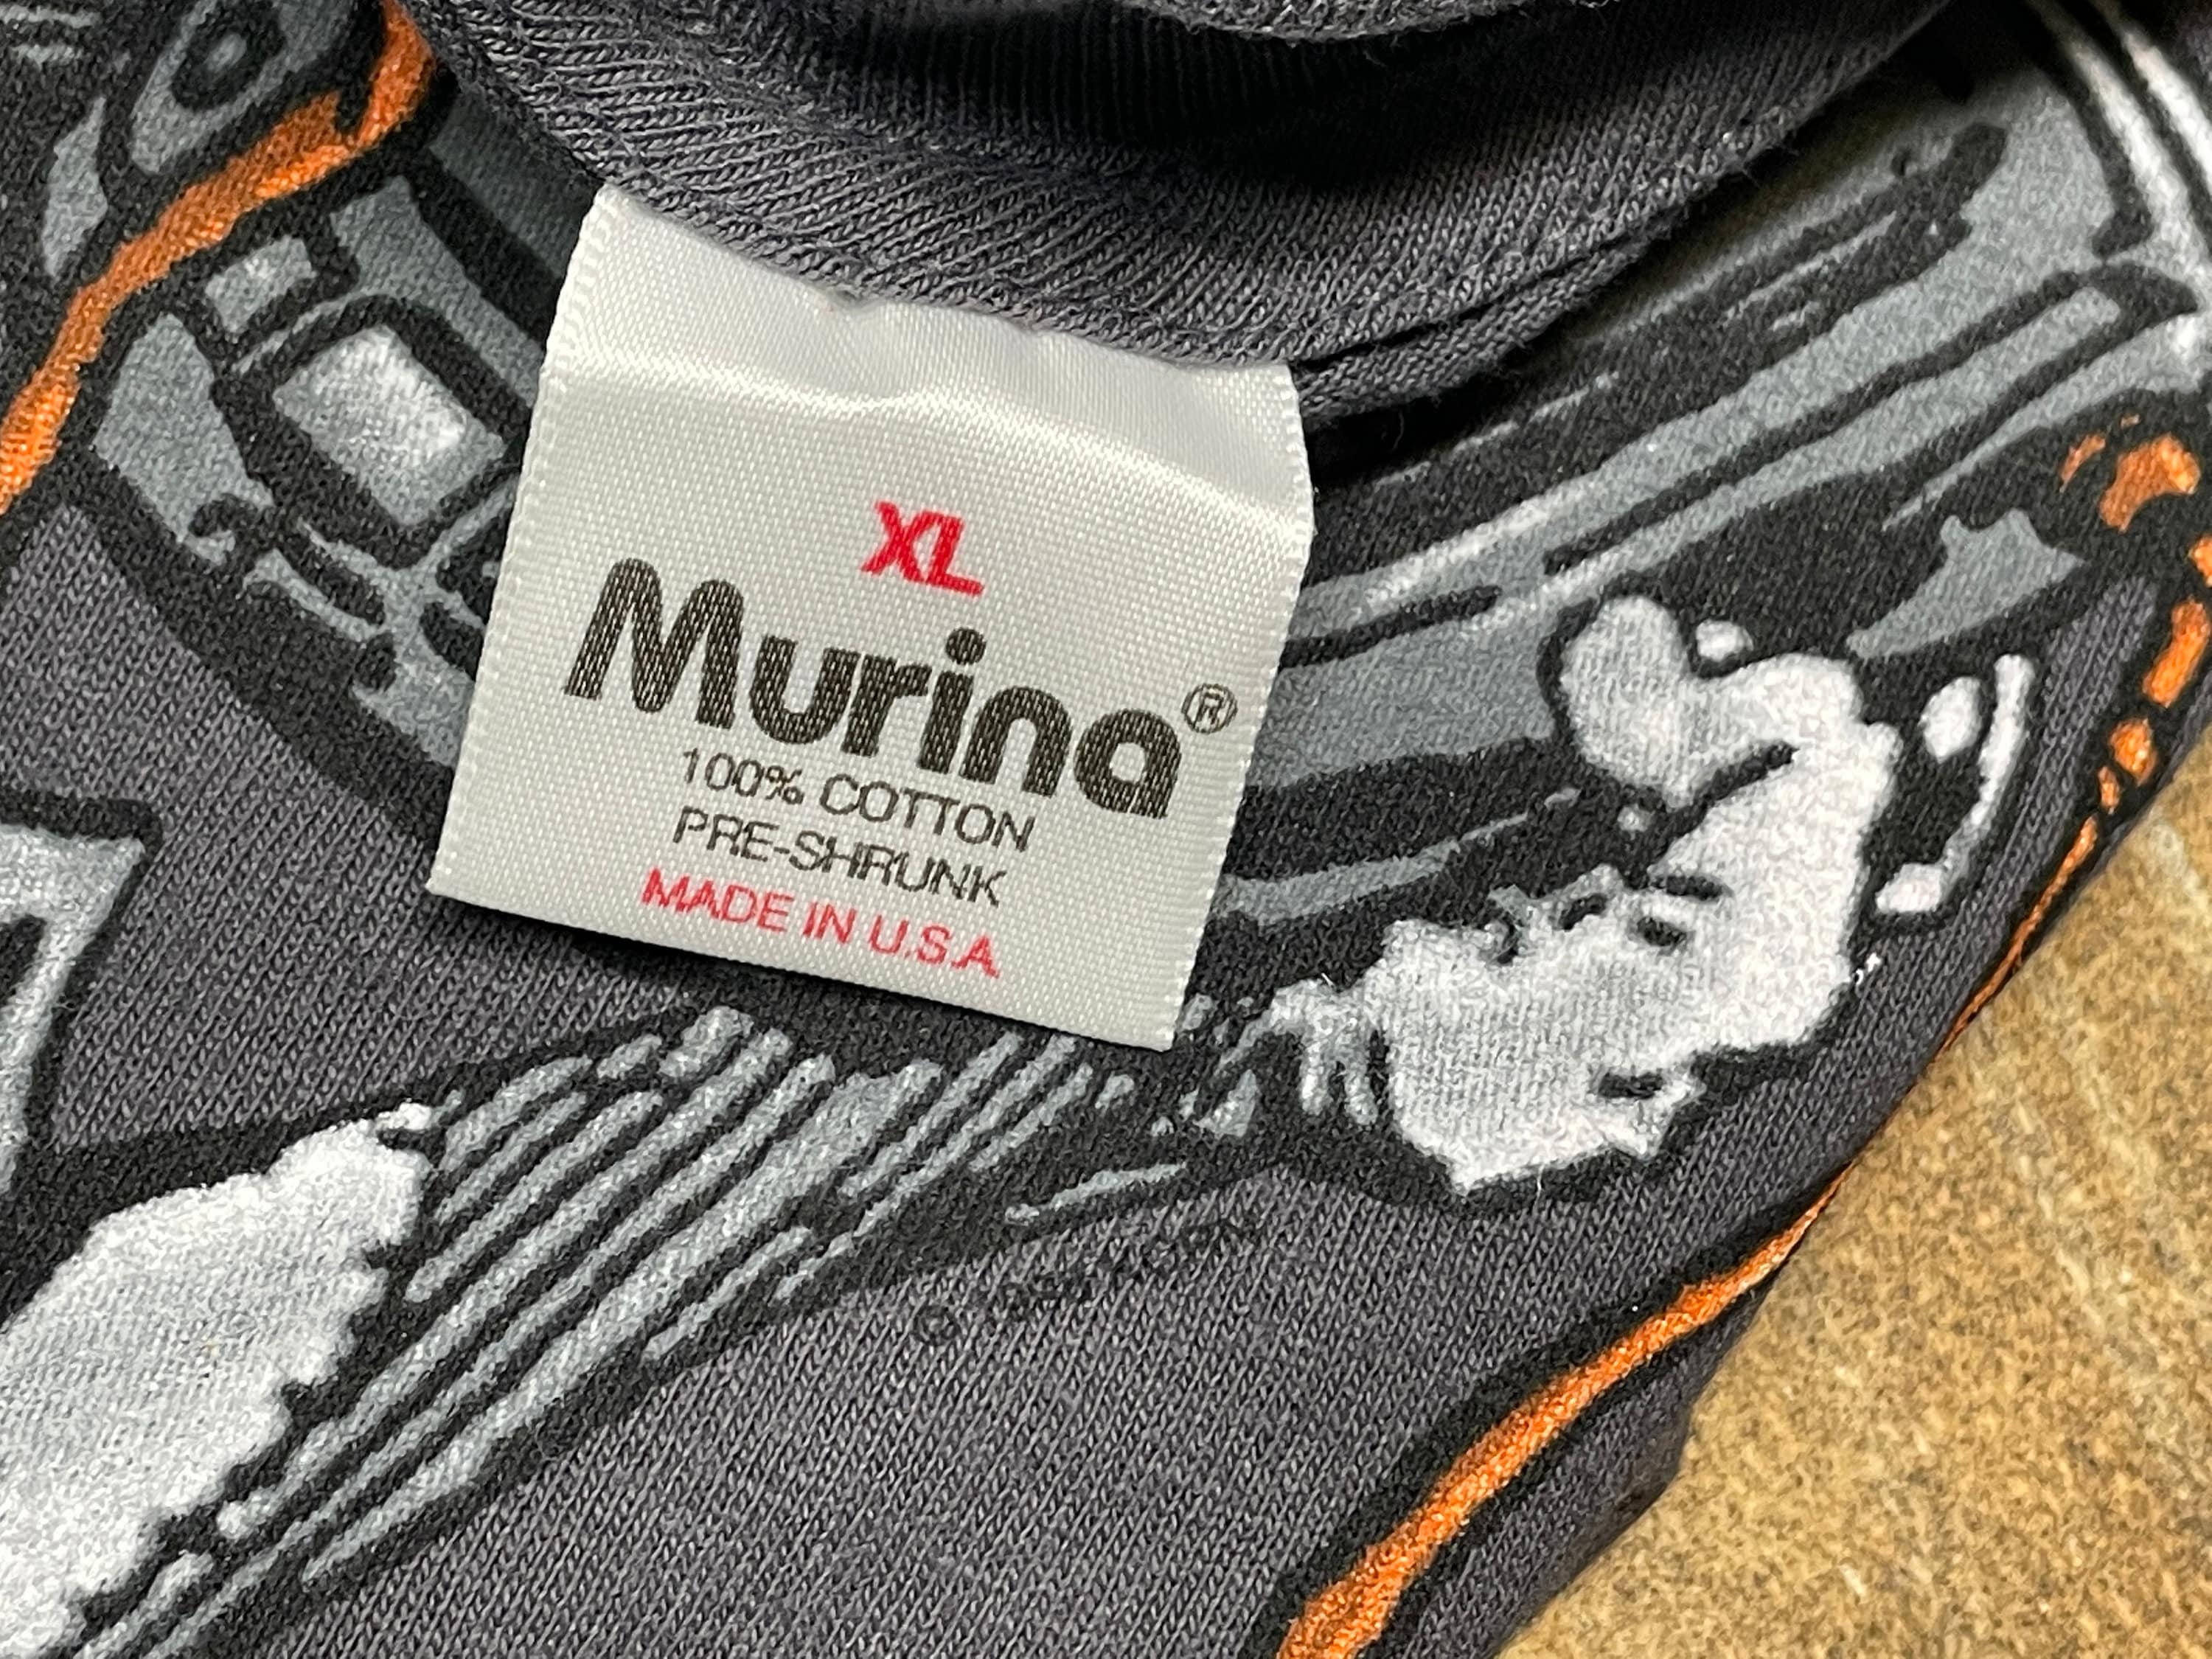 XL
Murina®
100% COTTON
PRE-SHRUNK
MADE IN U.S.A